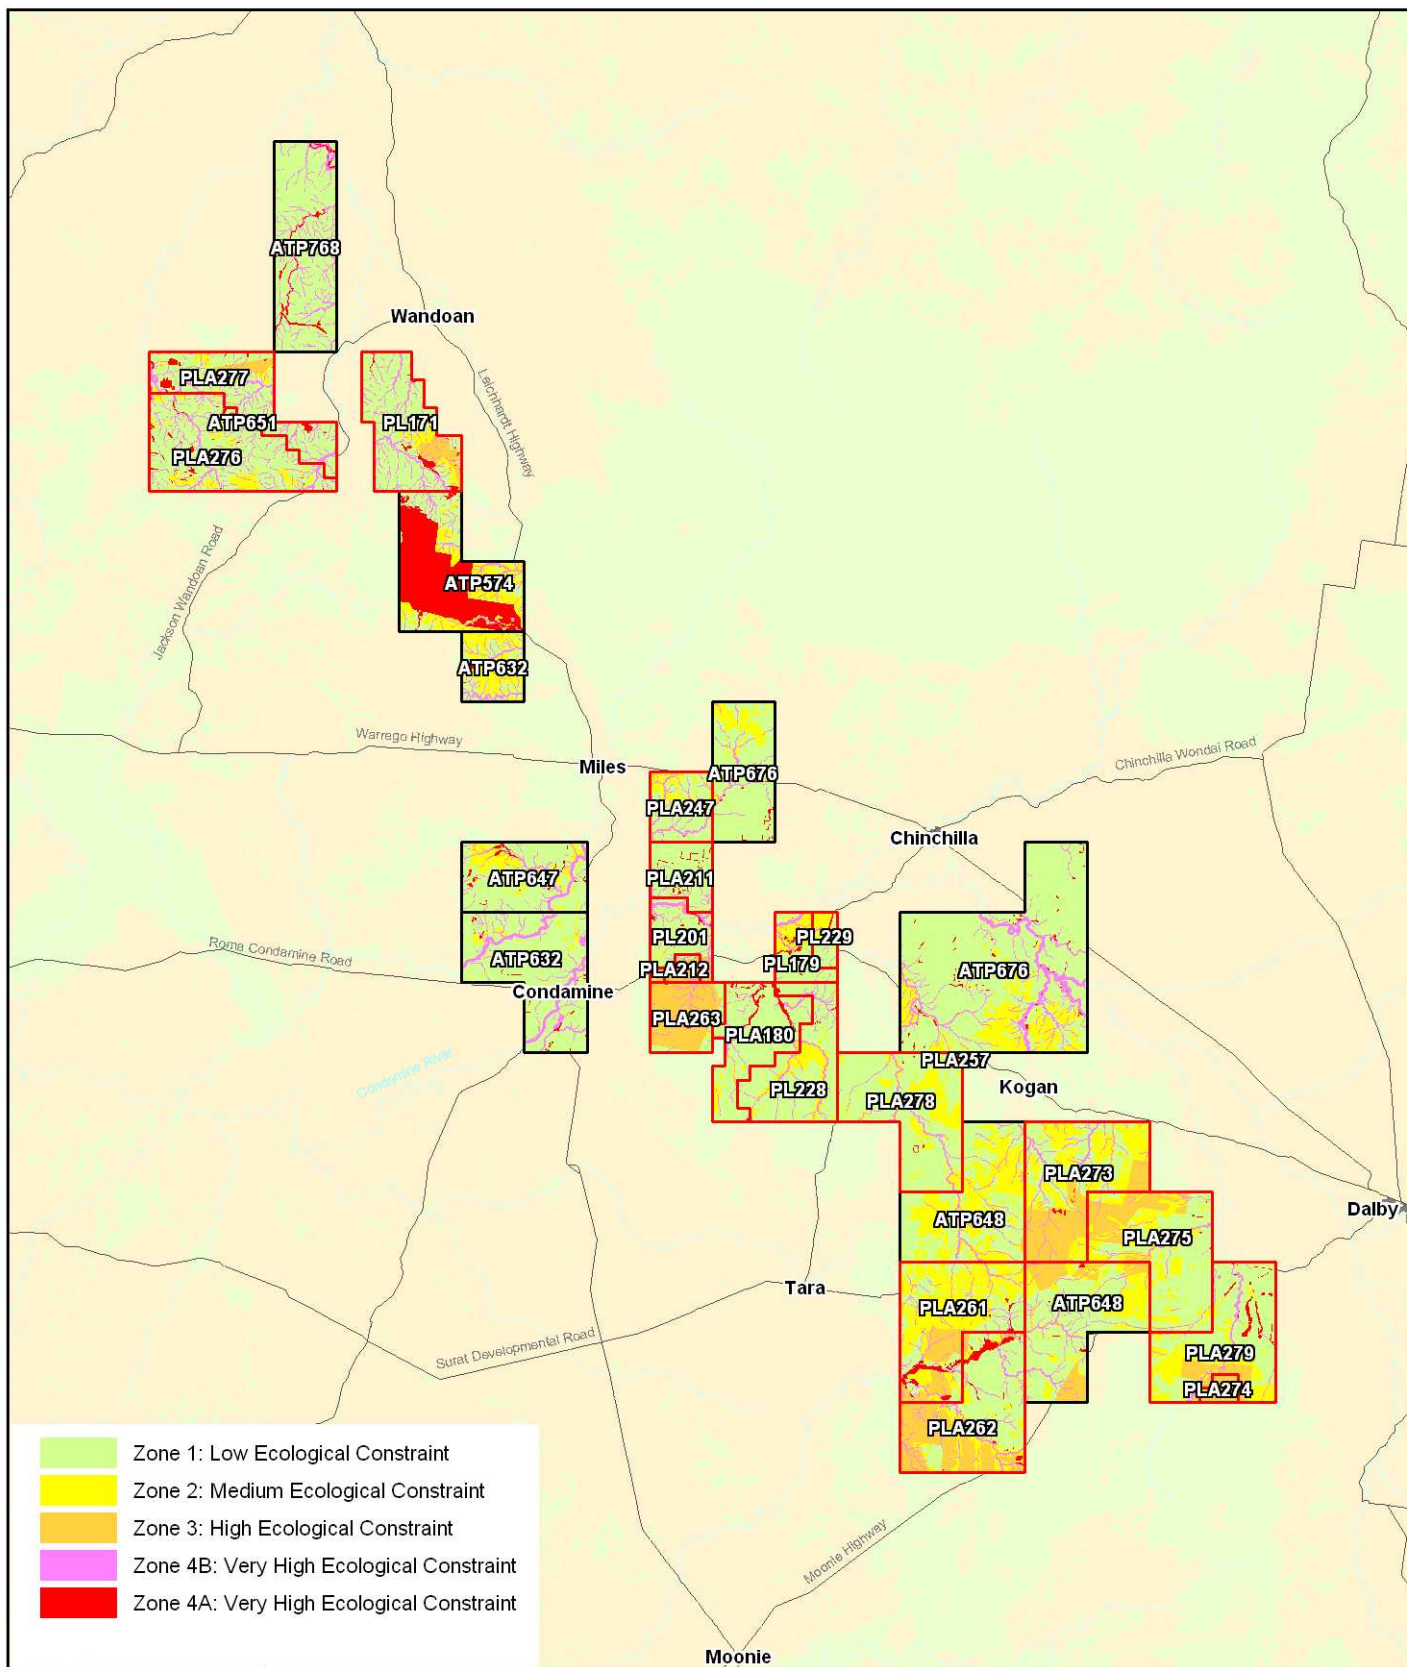 ATP768
Wandoan
PLA277
ATP651
PLA276
PL171
Leichhardt Highway
Jackson Wandoan Road
ATP574
ATP632
Warrego Highway
Miles
ATP676
PLA247
Chinchilla Wondai Road
Chinchilla
ATP647
PLA211
PL201
PL229
Roma Condamine Road
ATP632
PLA212
PL179
ATP676
Condamine
PLA263
PLA180
Condamine River
PLA257
Kogan
PL228
PLA278
PLA273
Dalby
ATP648
PLA275
Tara
PLA261
ATP648
Surat Developmental Road
PLA279
PLA274
PLA262
Moonie Highway
Moonie
Zone 1: Low Ecological Constraint
Zone 2: Medium Ecological Constraint
Zone 3: High Ecological Constraint
Zone 4B: Very High Ecological Constraint
Zone 4A: Very High Ecological Constraint